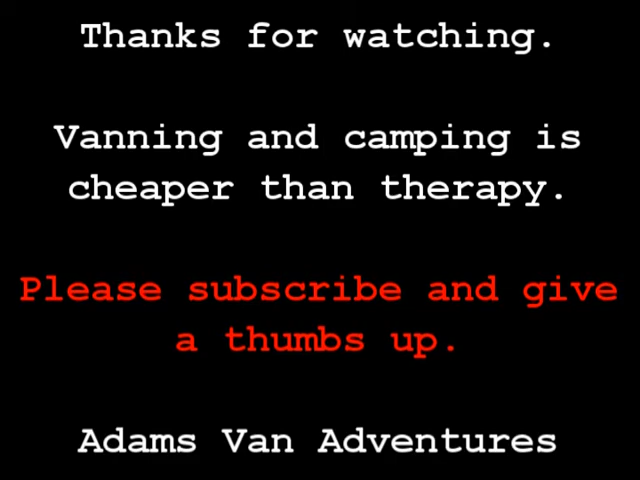 Thanks for watching.
Vanning and camping is
cheaper than therapy.
Please subscribe and give
a thumbs up.
Adams Van Adventures